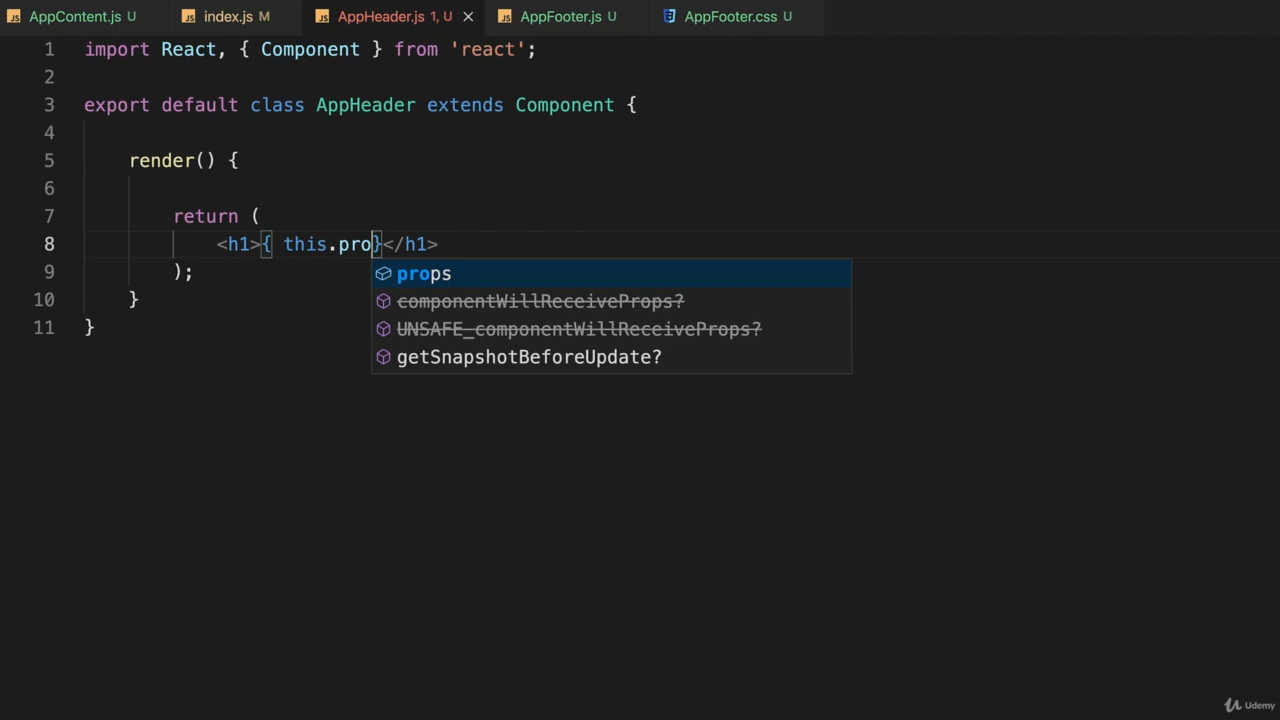 AppContent.js U index.js M AppHeader.js 1, U AppFooter.js U AppFooter.css U
1 import React, { Component } from 'react';
2
3 export default class AppHeader extends Component {
4
5 render() {
6
7 return (
8 <h1>{ this.pro}</h1>
props
9 );
componentWillReceiveProps?
10 }
UNSAFE_componentWillReceiveProps?
11 }
getSnapshotBeforeUpdate?
Udemy